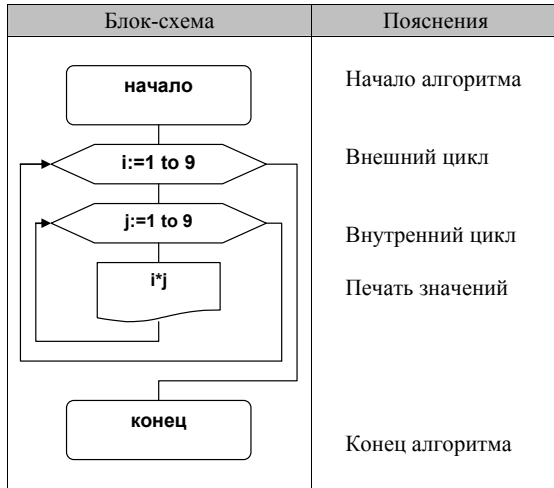 Блок-схема
Пояснения
начало
Начало алгоритма
i:=1 to 9
Внешний цикл
j:=1 to 9
Внутренний цикл
i*j
Печать значений
конец
Конец алгоритма